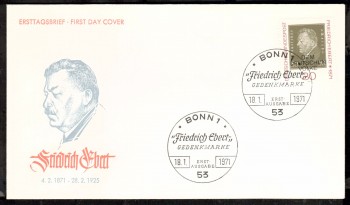 ERSTTAGSBRIEF - FIRST DAY COVER
Friedrich Ebert
4. 2. 1871 - 28. 2. 1925
BONN 1
"Friedrich Ebert"
GEDENKMARKE
18.1. ERST AUSGABE 1971
53
BONN 1
"Friedrich Ebert"
GEDENKMARKE
18.1. ERST AUSGABE 1971
53